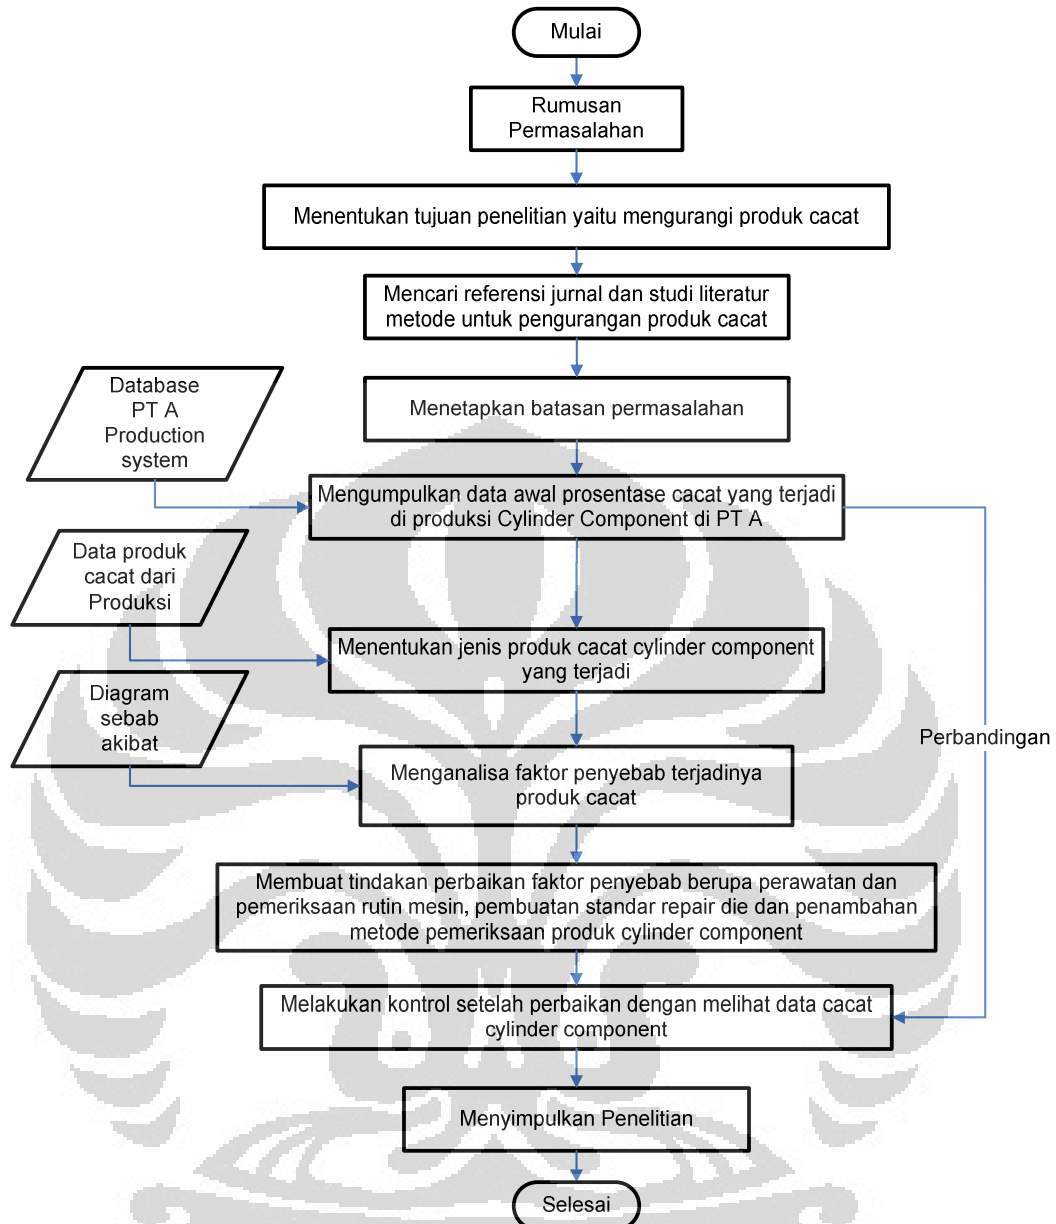 Mulai
Rumusan
Permasalahan
Menentukan tujuan penelitian yaitu mengurangi produk cacat
Mencari referensi jurnal dan studi literatur
metode untuk pengurangan produk cacat
Database
PT A
Production
system
Menetapkan batasan permasalahan
Mengumpulkan data awal prosentase cacat yang terjadi
di produksi Cylinder Component di PT A
Data produk
cacat dari
Produksi
Menentukan jenis produk cacat cylinder component
yang terjadi
Diagram
sebab
akibat
Perbandingan
Menganalisa faktor penyebab terjadinya
produk cacat
Membuat tindakan perbaikan faktor penyebab berupa perawatan dan
pemeriksaan rutin mesin, pembuatan standar repair die dan penambahan
metode pemeriksaan produk cylinder component
Melakukan kontrol setelah perbaikan dengan melihat data cacat
cylinder component
Menyimpulkan Penelitian
Selesai